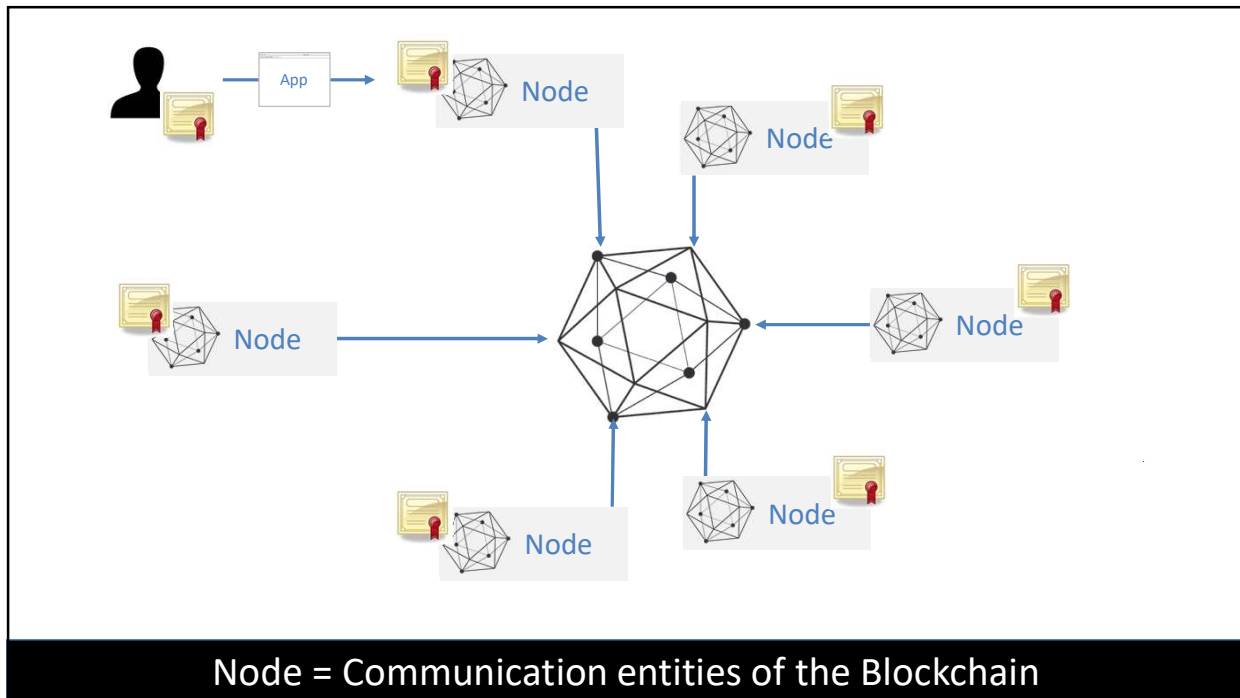 App
Node
Node
Node
Node
Node
Node
Node = Communication entities of the Blockchain